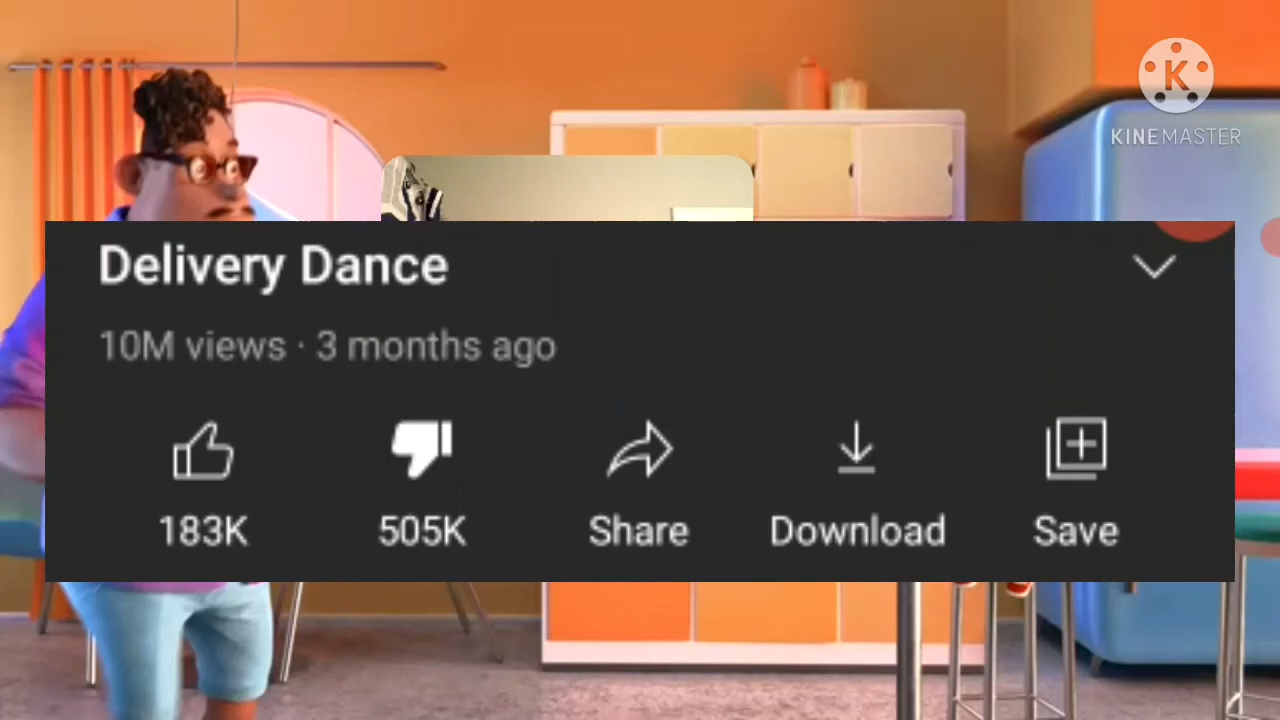 K
KINEMASTER
Delivery Dance
10M views · 3 months ago
183K 505K Share Download Save